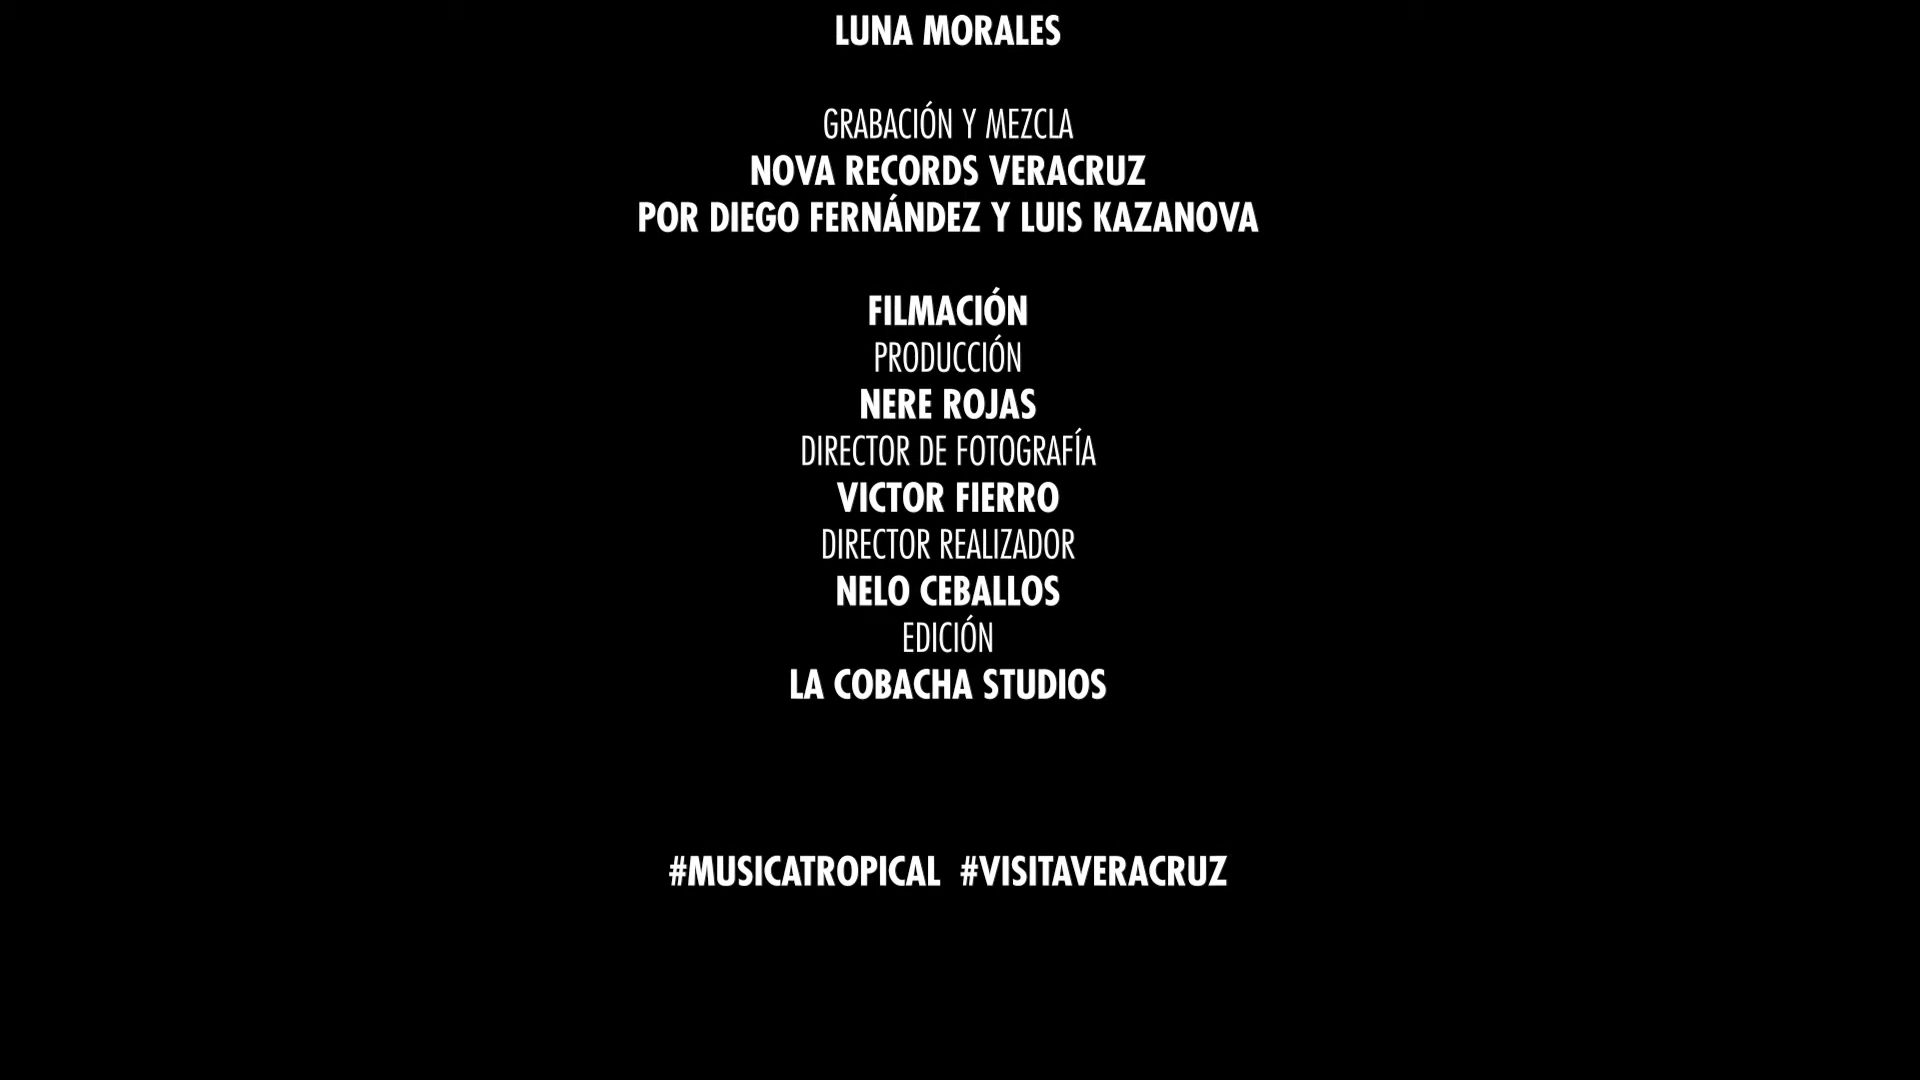 LUNA MORALES
GRABACIÓN Y MEZCLA
NOVA RECORDS VERACRUZ
POR DIEGO FERNÁNDEZ Y LUIS KAZANOVA
FILMACIÓN
PRODUCCIÓN
NERE ROJAS
DIRECTOR DE FOTOGRAFÍA
VICTOR FIERRO
DIRECTOR REALIZADOR
NELO CEBALLOS
EDICIÓN
LA COBACHA STUDIOS
#MUSICATROPICAL #VISITAVERACRUZ